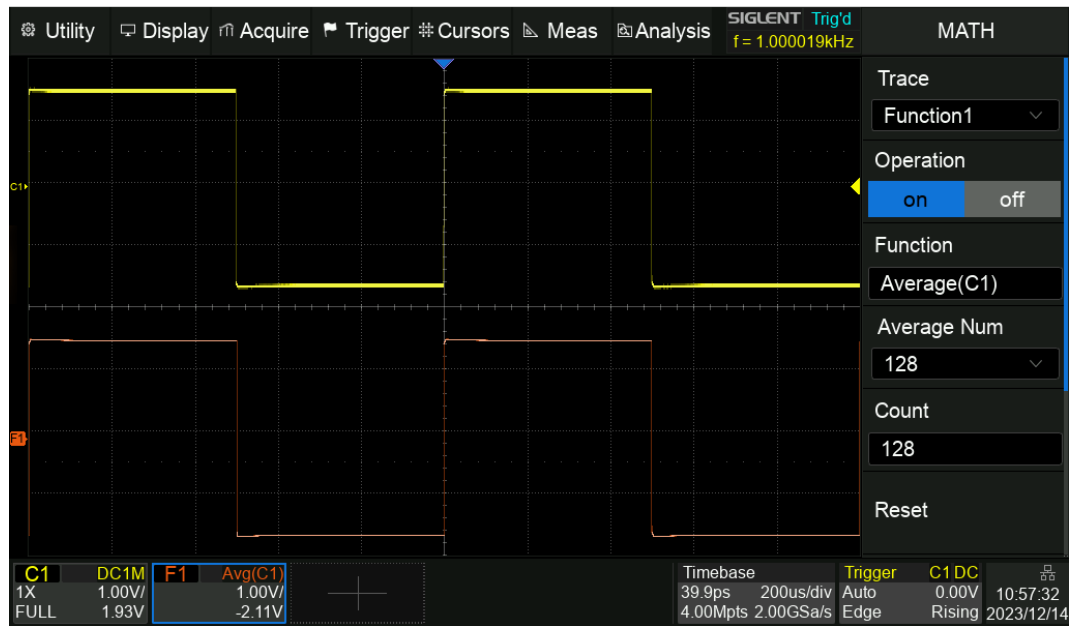 Utility Display Acquire Trigger Cursors Meas Analysis SIGLENT Trig'd MATH
f = 1.000019kHz
Trace
Function1
Operation
C1
on off
Function
Average(C1)
Average Num
128
Count
F1
128
Reset
C1 DC1M F1 Avg(C1) Timebase Trigger C1 DC
1X 1.00V/ 1.00V/ 39.9ps 200us/div Auto 0.00V 10:57:32
FULL 1.93V -2.11V 4.00Mpts 2.00GSa/s Edge Rising 2023/12/14